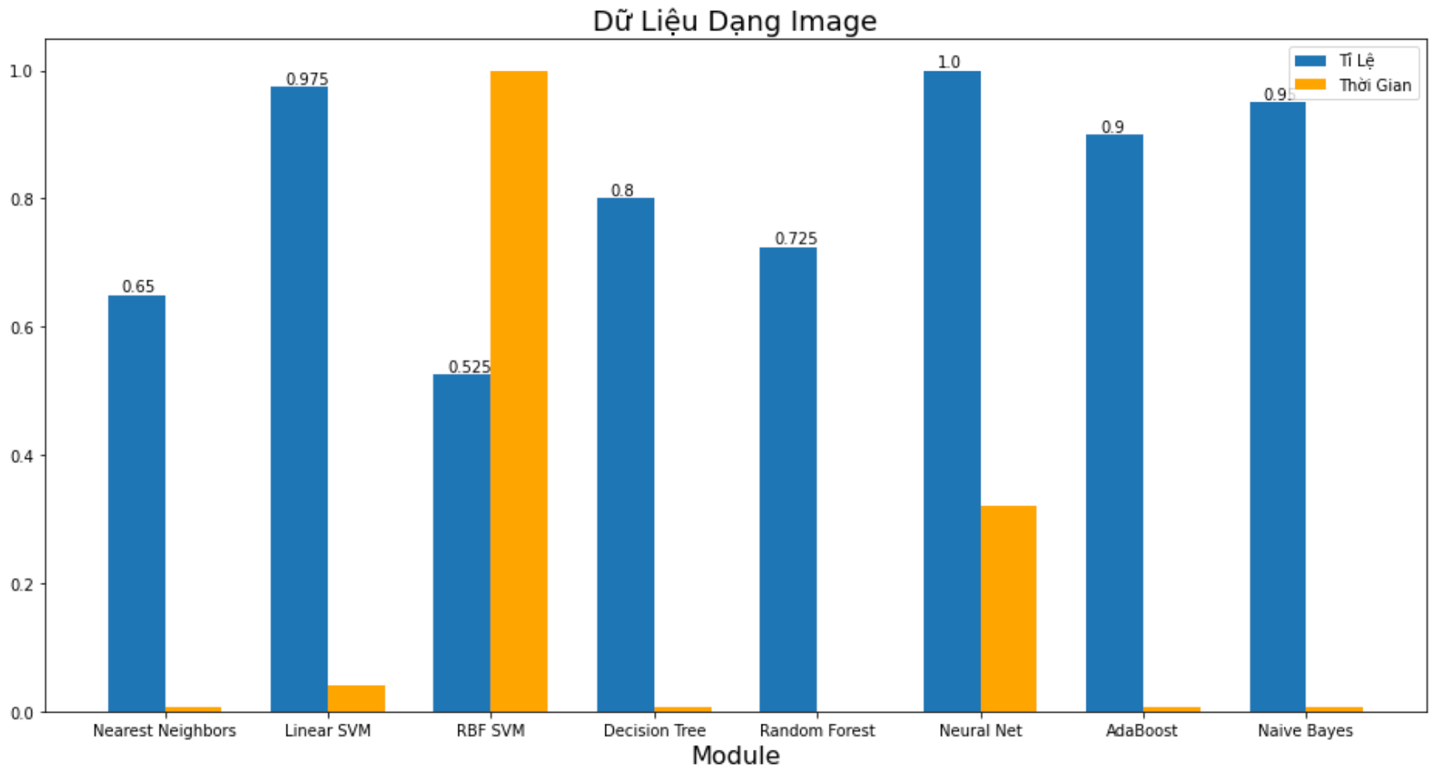 Dữ Liệu Dạng Image
Tỉ Lệ
Thời Gian
1.0
0.8
0.6
0.4
0.2
0.0
0.65
0.975
0.525
0.8
0.725
1.0
0.9
0.95
Nearest Neighbors
Linear SVM
RBF SVM
Decision Tree
Random Forest
Neural Net
AdaBoost
Naive Bayes
Module